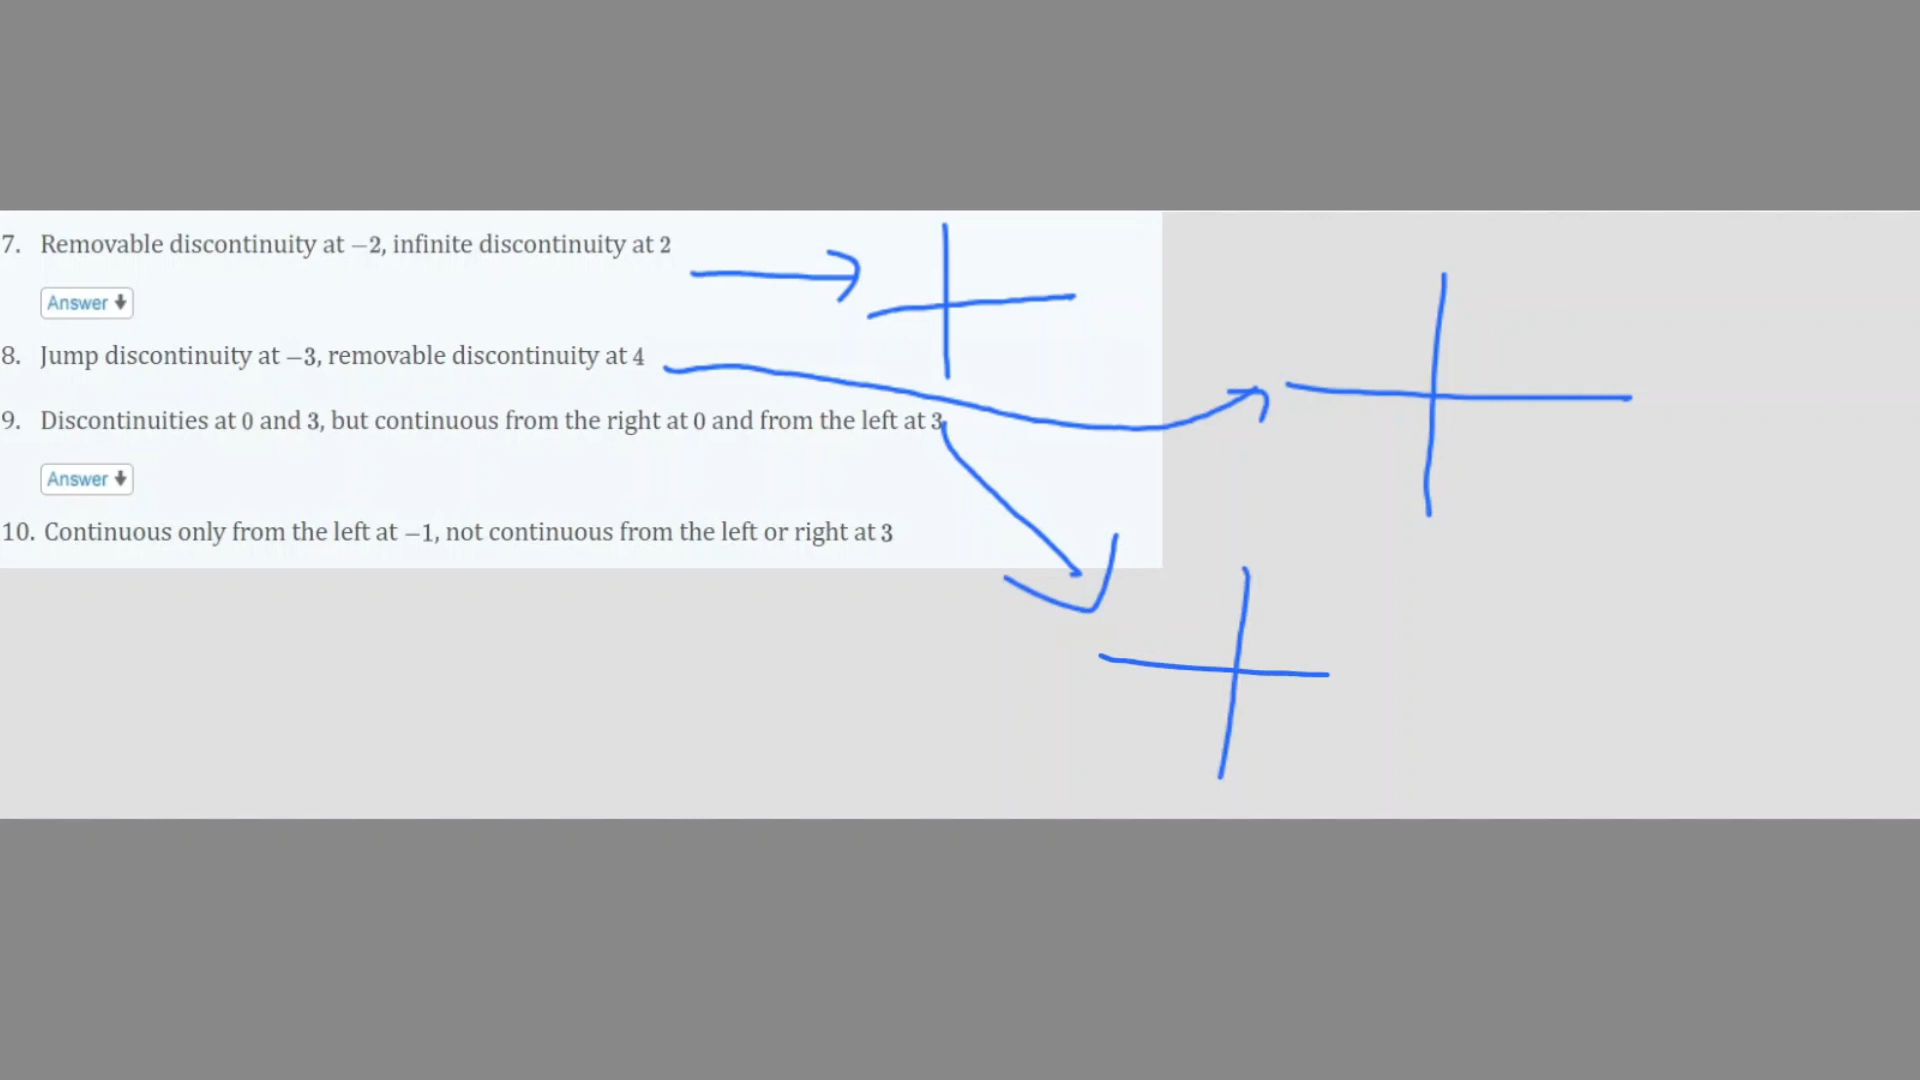 7. Removable discontinuity at −2, infinite discontinuity at 2
Answer
8. Jump discontinuity at −3, removable discontinuity at 4
9. Discontinuities at 0 and 3, but continuous from the right at 0 and from the left at 3
Answer
10. Continuous only from the left at −1, not continuous from the left or right at 3